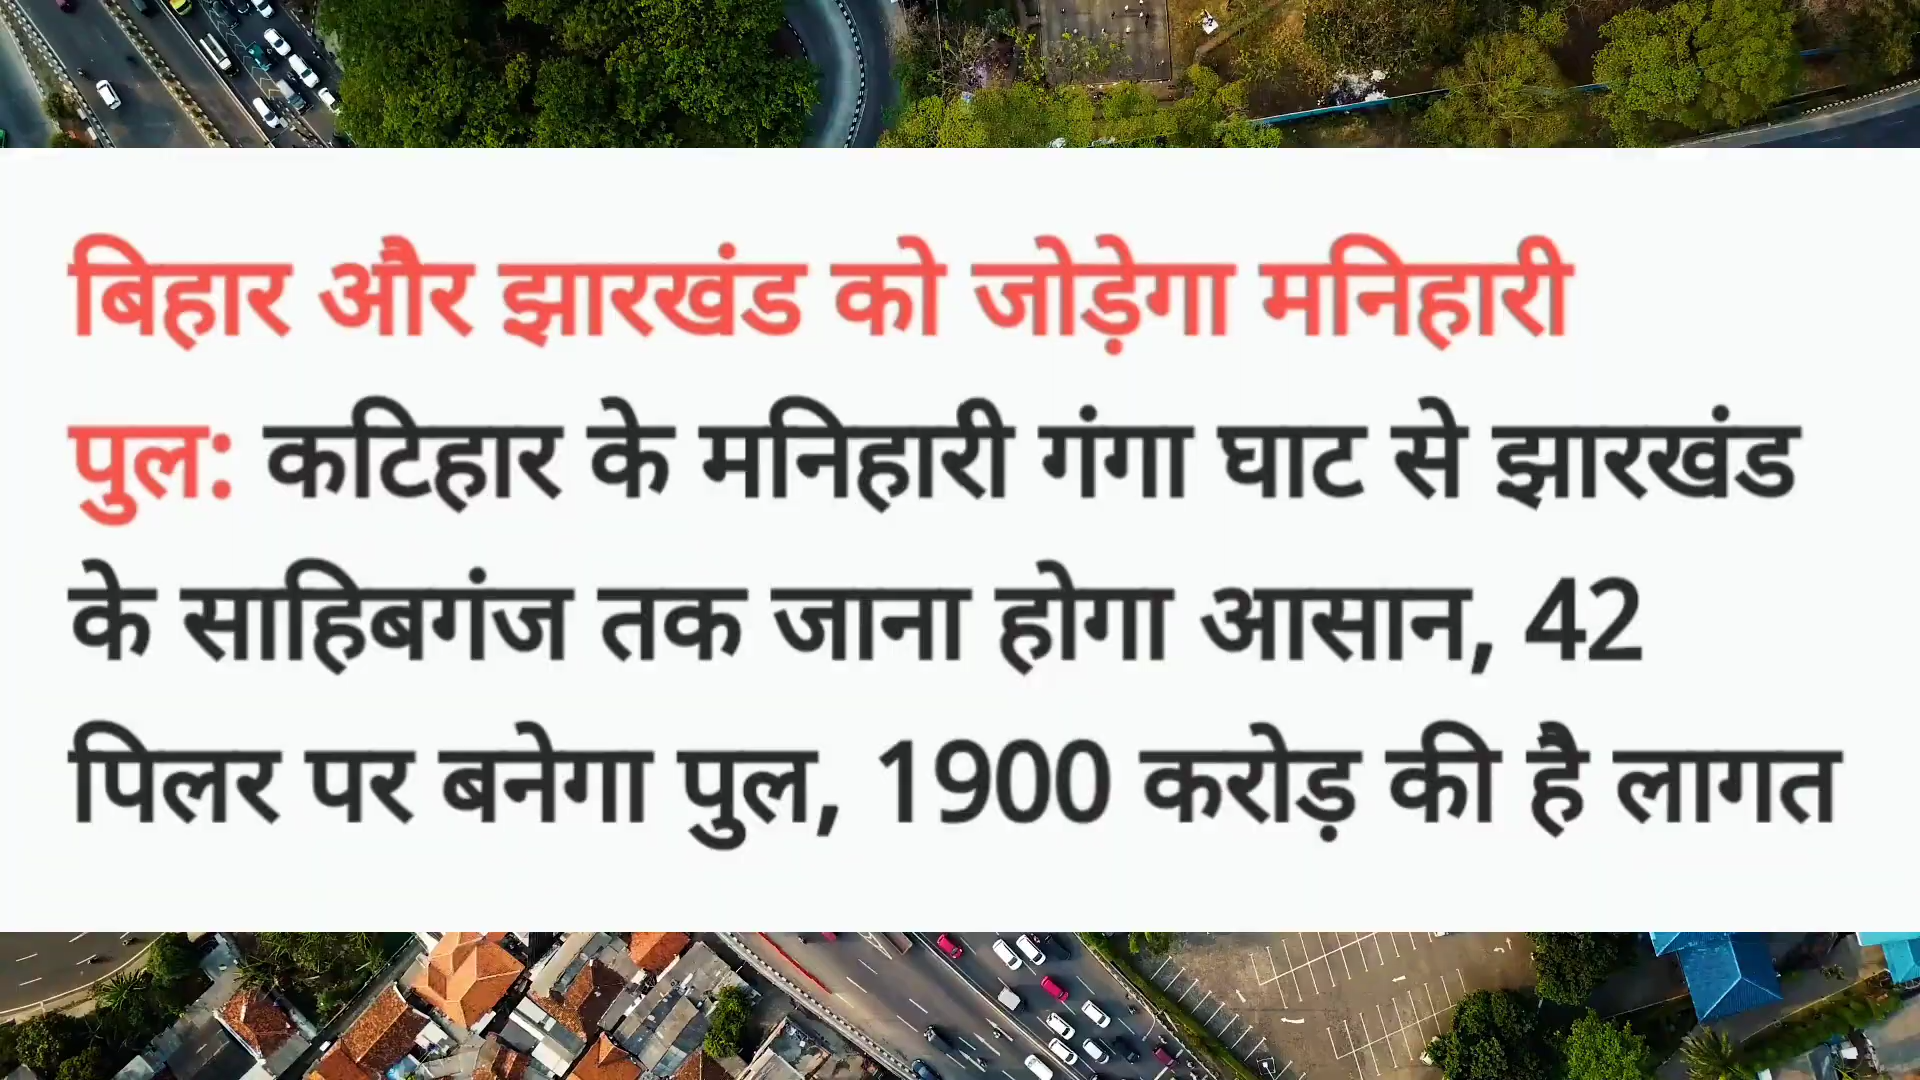 बिहार और झारखंड को जोड़ेगा मनिहारी
पुल: कटिहार के मनिहारी गंगा घाट से झारखंड
के साहिबगंज तक जाना होगा आसान, 42
पिलर पर बनेगा पुल, 1900 करोड़ की है लागत